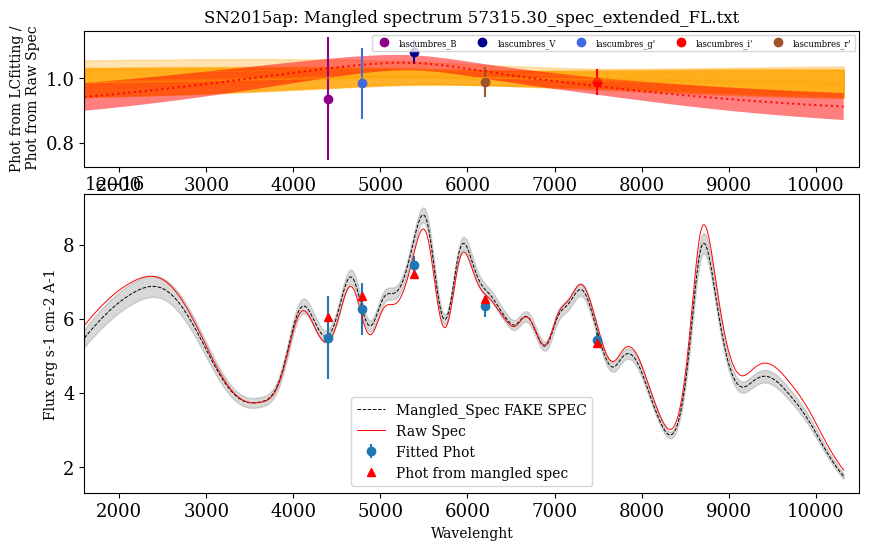 SN2015ap: Mangled spectrum 57315.30_spec_extended_FL.txt
Phot from LCfitting /
Phot from Raw Spec
1.0
0.8
lascumbres_B lascumbres_V lascumbres_g' lascumbres_i' lascumbres_r'
2000 3000 4000 5000 6000 7000 8000 9000 10000
1e−16
Flux erg s-1 cm-2 A-1
8
6
4
2
Mangled_Spec FAKE SPEC
Raw Spec
Fitted Phot
Phot from mangled spec
2000 3000 4000 5000 6000 7000 8000 9000 10000
Wavelenght